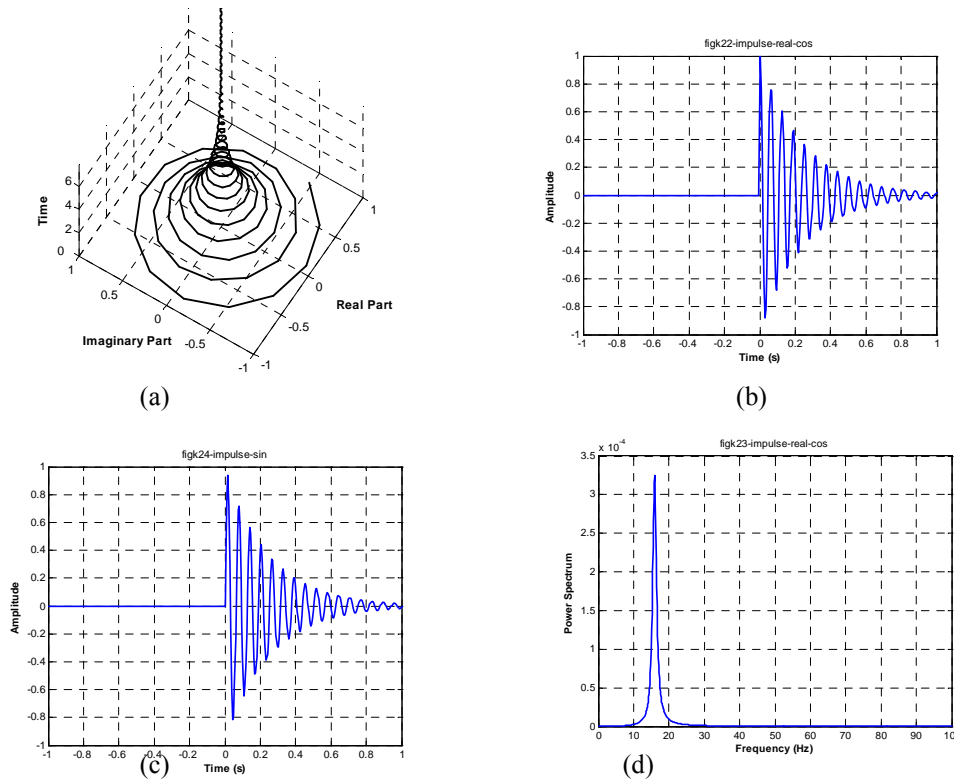 6
4
2
0
Time
1
0.5
0
-0.5
-1
Imaginary Part
1
0.5
0
-0.5
-1
Real Part
(a)
figk22-impulse-real-cos
1
0.8
0.6
0.4
0.2
0
-0.2
-0.4
-0.6
-0.8
-1
Amplitude
-1 -0.8 -0.6 -0.4 -0.2 0 0.2 0.4 0.6 0.8 1
Time (s)
(b)
figk24-impulse-sin
1
0.8
0.6
0.4
0.2
0
-0.2
-0.4
-0.6
-0.8
-1
Amplitude
-1 -0.8 -0.6 -0.4 -0.2 0 0.2 0.4 0.6 0.8 1
Time (s)
(c)
figk23-impulse-real-cos
x 10-4
3.5
3
2.5
2
1.5
1
0.5
0
Power Spectrum
0 10 20 30 40 50 60 70 80 90 10
Frequency (Hz)
(d)